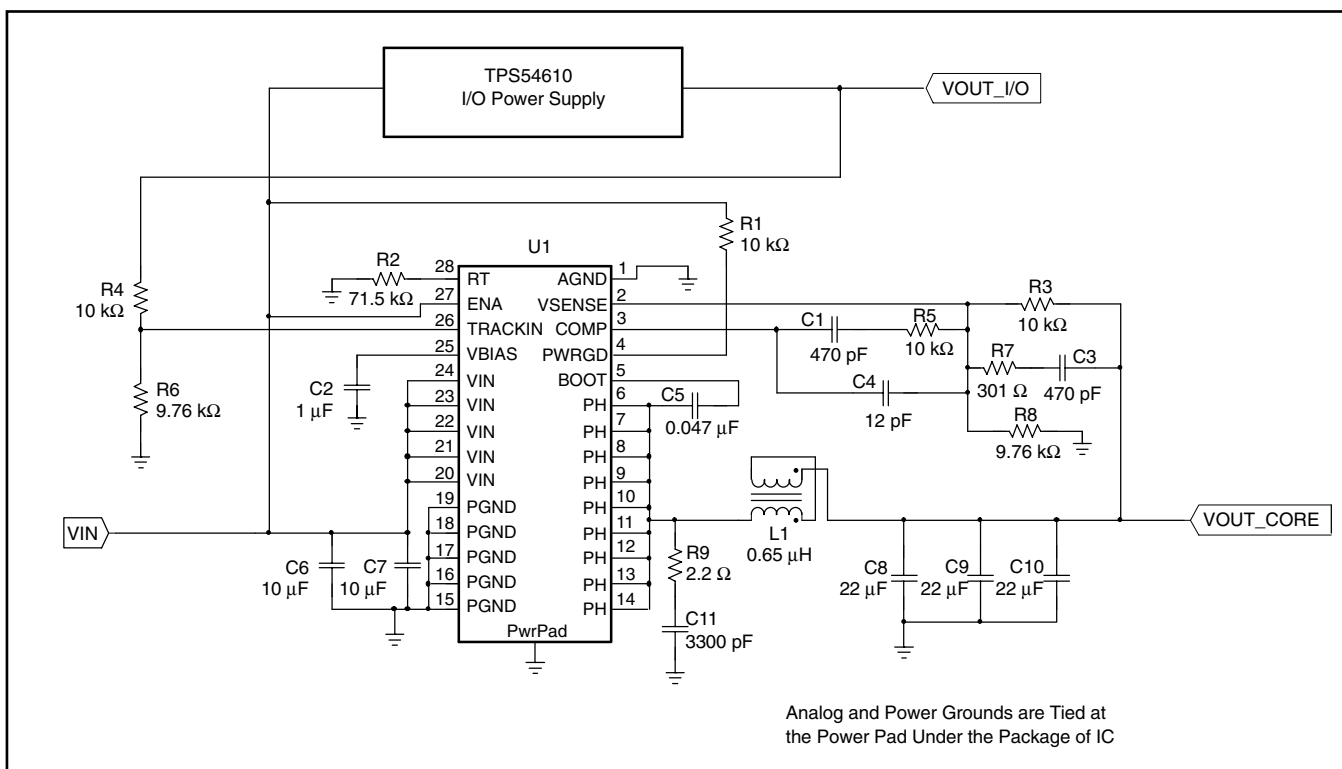 TPS54610
I/O Power Supply
VOUT_I/O
R1
10 kΩ
U1
R2
71.5 kΩ
R4
10 kΩ
R6
9.76 kΩ
C2
1 µF
28
RT
27
ENA
26
TRACKIN
25
VBIAS
24
VIN
23
VIN
22
VIN
21
VIN
20
VIN
19
PGND
18
PGND
17
PGND
16
PGND
15
PGND
AGND
1
VSENSE
2
COMP
3
PWRGD
4
BOOT
5
PH
6
PH
7
PH
8
PH
9
PH
10
PH
11
PH
12
PH
13
PH
14
PwrPad
C1
470 pF
R5
10 kΩ
R3
10 kΩ
R7
301 Ω
C3
470 pF
C4
12 pF
R8
9.76 kΩ
C5
0.047 µF
L1
0.65 µH
VIN
C6
10 µF
C7
10 µF
R9
2.2 Ω
C11
3300 pF
C8
22 µF
C9
22 µF
C10
22 µF
VOUT_CORE
Analog and Power Grounds are Tied at
the Power Pad Under the Package of IC